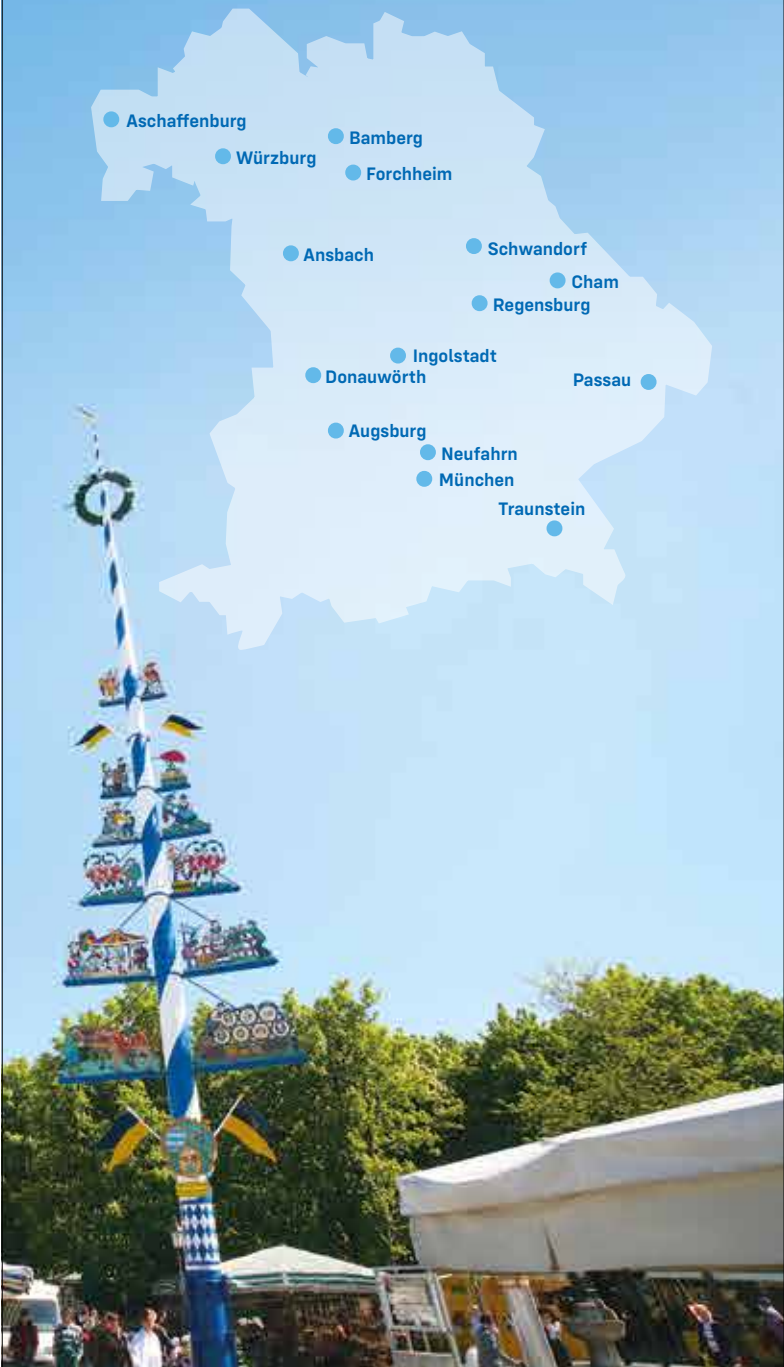 Aschaffenburg
Bamberg
Würzburg
Forchheim
Schwandorf
Ansbach
Cham
Regensburg
Ingolstadt
Donauwörth
Passau
Augsburg
Neufahrn
München
Traunstein